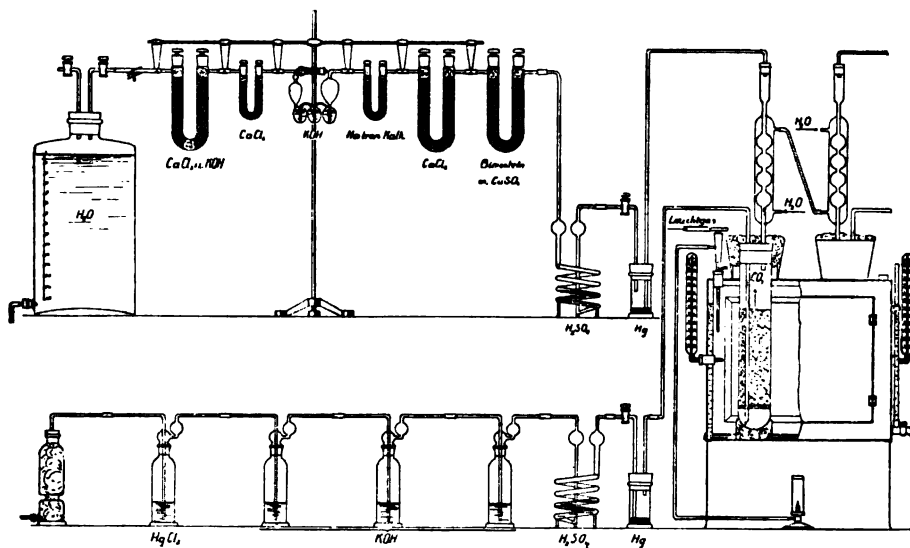 H₂O
CaCl₂ u. KOH
CaCl₂
KOH
Natron Kalk
CaCl₂
Bimsstein
m. CuSO₄
H₂SO₄
Hg
Leuchtgas
H₂O
H₂O
CO₂
HgCl₂
KOH
H₂SO₄
Hg